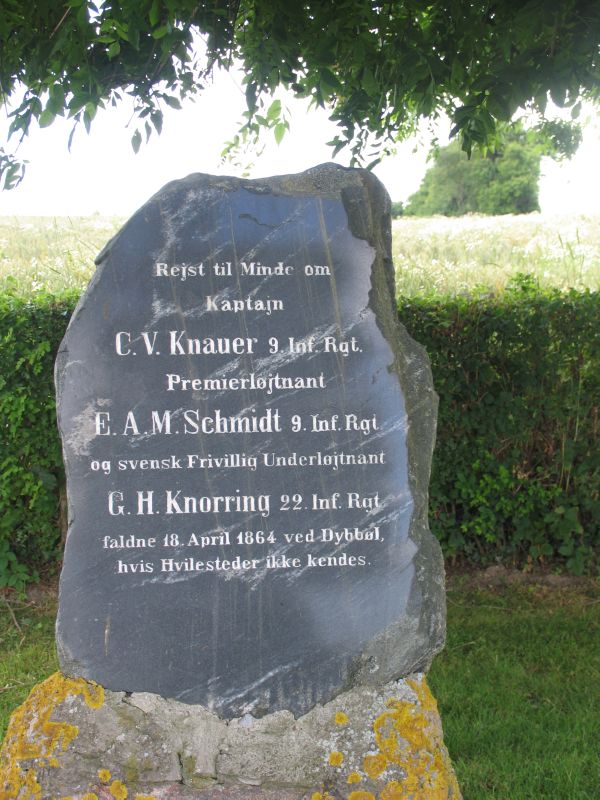 Rejst til Minde om
Kaptajn
C. V. Knauer 9. Inf. Rgt.
Premierløjtnant
E. A. M. Schmidt 9. Inf. Rgt.
og svensk Frivillig Underløjtnant
G. H. Knorring 22. Inf. Rgt
faldne 18. April 1864 ved Dybbøl,
hvis Hvilesteder ikke kendes.